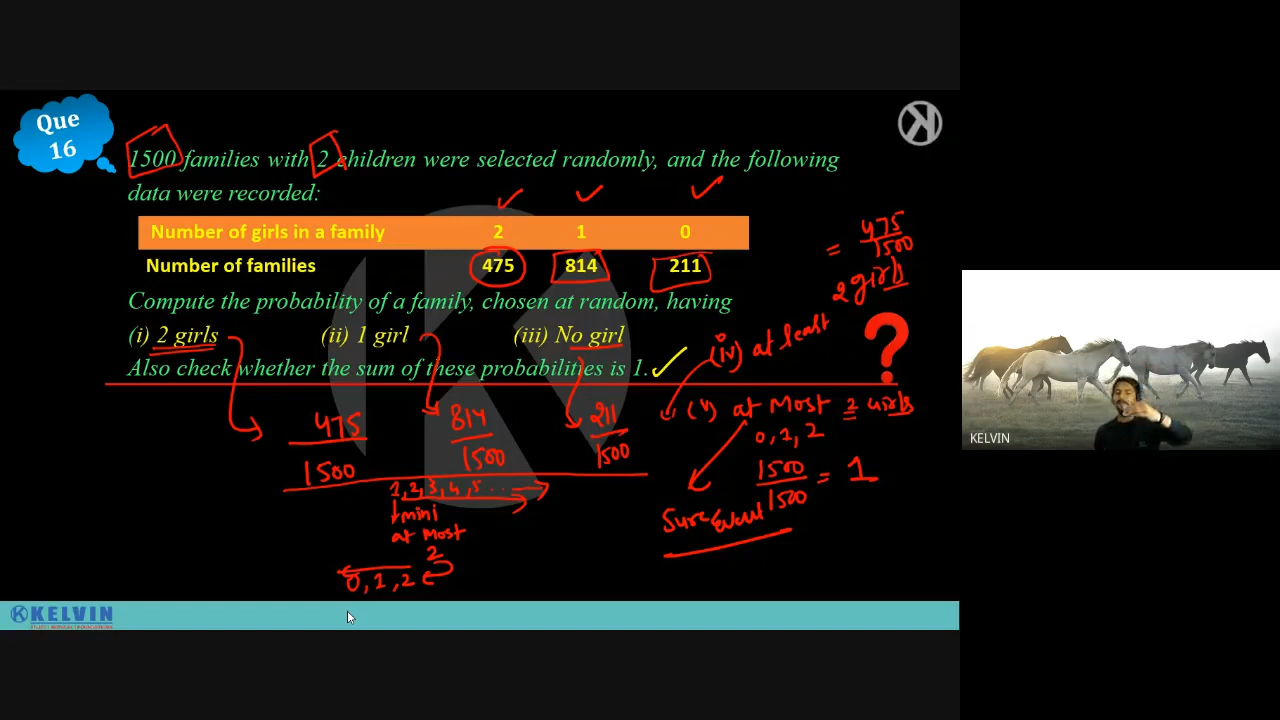 Que
16
1500 families with 2 children were selected randomly, and the following
data were recorded:
Number of girls in a family 2 1 0
Number of families 475 814 211
Compute the probability of a family, chosen at random, having
(i) 2 girls (ii) 1 girl (iii) No girl
Also check whether the sum of these probabilities is 1.
= 475/1500
2 girls
(iv) at least
?
(v) at Most 2 Girls
0, 1, 2
1500/1500 = 1
Sure Event
475/1500 814/1500 211/1500
1, 2, 3, 4, 5 ...
mini
at Most
2
0, 1, 2
KELVIN
KELVIN